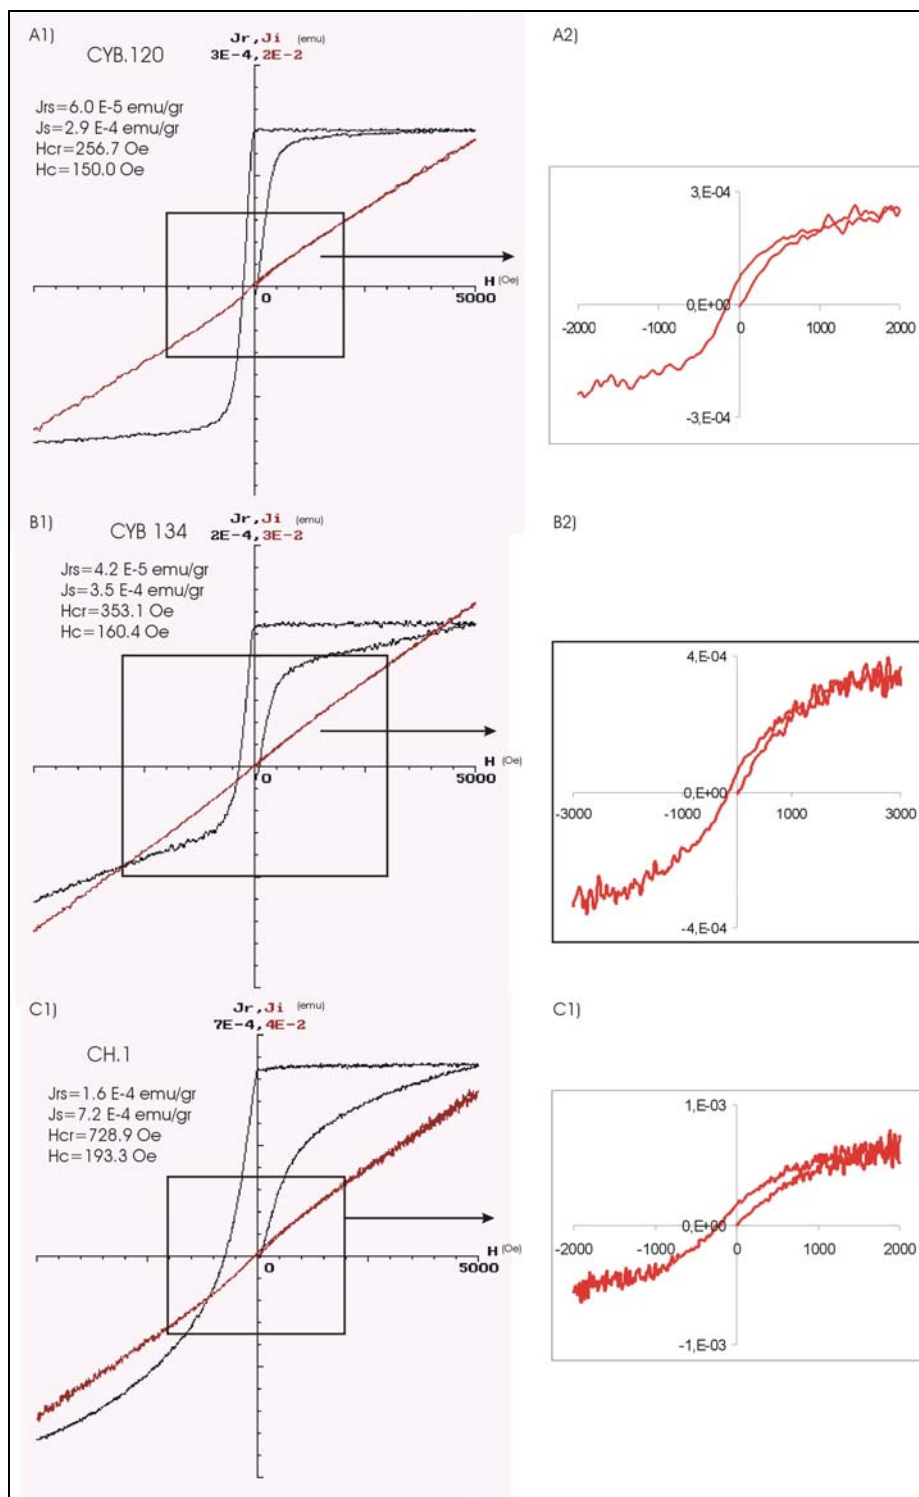 A1)
CYB.120
Jr,Ji (emu)
3E-4,2E-2
Jrs=6.0 E-5 emu/gr
Js=2.9 E-4 emu/gr
Hcr=256.7 Oe
Hc=150.0 Oe
H (Oe)
0
5000
A2)
3,E-04
0,E+00
-2000
-1000
0
1000
2000
-3,E-04
B1)
CYB 134
Jr,Ji (emu)
2E-4,3E-2
Jrs=4.2 E-5 emu/gr
Js=3.5 E-4 emu/gr
Hcr=353.1 Oe
Hc=160.4 Oe
H (Oe)
0
5000
B2)
4,E-04
0,E+00
-3000
-1000
0
1000
3000
-4,E-04
C1)
CH.1
Jr,Ji (emu)
7E-4,4E-2
Jrs=1.6 E-4 emu/gr
Js=7.2 E-4 emu/gr
Hcr=728.9 Oe
Hc=193.3 Oe
H (Oe)
0
5000
C1)
1,E-03
0,E+00
-2000
-1000
0
1000
2000
-1,E-03